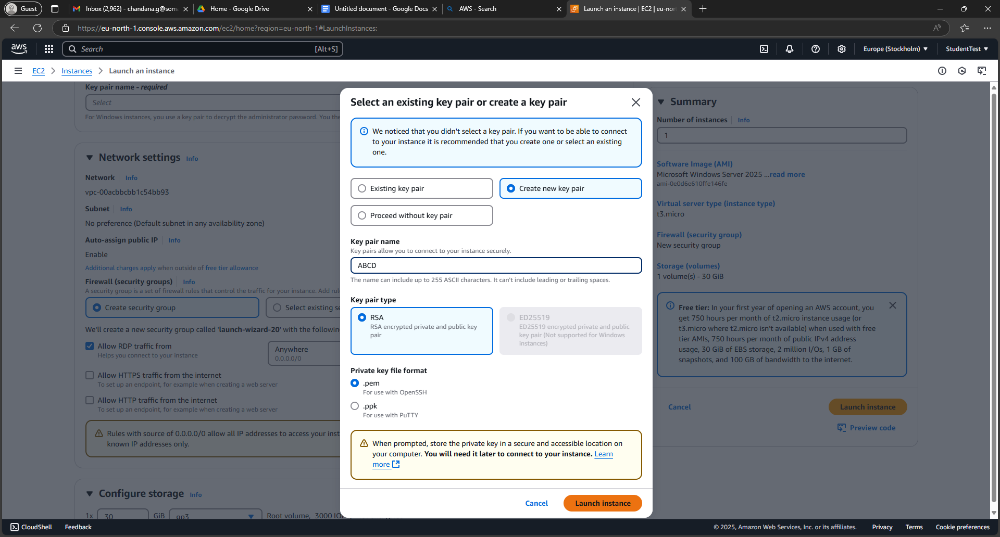 Guest
Inbox (2,962) - chandana.g@som
Home - Google Drive
Untitled document - Google Docs
AWS - Search
Launch an instance | EC2 | eu-nor
https://eu-north-1.console.aws.amazon.com/ec2/home?region=eu-north-1#LaunchInstances:
aws
Search
[Alt+S]
Europe (Stockholm)
StudentTest
EC2
Instances
Launch an instance
Key pair name - required
Select
For Windows instances, you use a key pair to decrypt the administrator password. You the
Network settings Info
Network Info
vpc-00acbbcbb1c54bb93
Subnet Info
No preference (Default subnet in any availability zone)
Auto-assign public IP Info
Enable
Additional charges apply when outside of free tier allowance
Firewall (security groups) Info
A security group is a set of firewall rules that control the traffic for your instance. Add rul
Create security group
Select existing se
We'll create a new security group called 'launch-wizard-20' with the followin
Allow RDP traffic from
Helps you connect to your instance
Anywhere
0.0.0.0/0
Allow HTTPS traffic from the internet
To set up an endpoint, for example when creating a web server
Allow HTTP traffic from the internet
To set up an endpoint, for example when creating a web server
Rules with source of 0.0.0.0/0 allow all IP addresses to access your inst
known IP addresses only.
Configure storage Info
1x 30 GiB gp3 Root volume, 3000 IO
Select an existing key pair or create a key pair
We noticed that you didn't select a key pair. If you want to be able to connect
to your instance it is recommended that you create one or select an existing
one.
Existing key pair
Create new key pair
Proceed without key pair
Key pair name
Key pairs allow you to connect to your instance securely.
ABCD
The name can include up to 255 ASCII characters. It can't include leading or trailing spaces.
Key pair type
RSA
RSA encrypted private and public key
pair
ED25519
ED25519 encrypted private and public
key pair (Not supported for Windows
instances)
Private key file format
.pem
For use with OpenSSH
.ppk
For use with PuTTY
When prompted, store the private key in a secure and accessible location on
your computer. You will need it later to connect to your instance. Learn
more
Cancel
Launch instance
Summary
Number of instances Info
1
Software Image (AMI)
Microsoft Windows Server 2025 ...read more
ami-0e0d6e610ffe146fe
Virtual server type (instance type)
t3.micro
Firewall (security group)
New security group
Storage (volumes)
1 volume(s) - 30 GiB
Free tier: In your first year of opening an AWS account, you
get 750 hours per month of t2.micro instance usage (or
t3.micro where t2.micro isn't available) when used with free
tier AMIs, 750 hours per month of public IPv4 address
usage, 30 GiB of EBS storage, 2 million I/Os, 1 GB of
snapshots, and 100 GB of bandwidth to the internet.
Cancel
Launch instance
Preview code
CloudShell
Feedback
© 2025, Amazon Web Services, Inc. or its affiliates.
Privacy
Terms
Cookie preferences